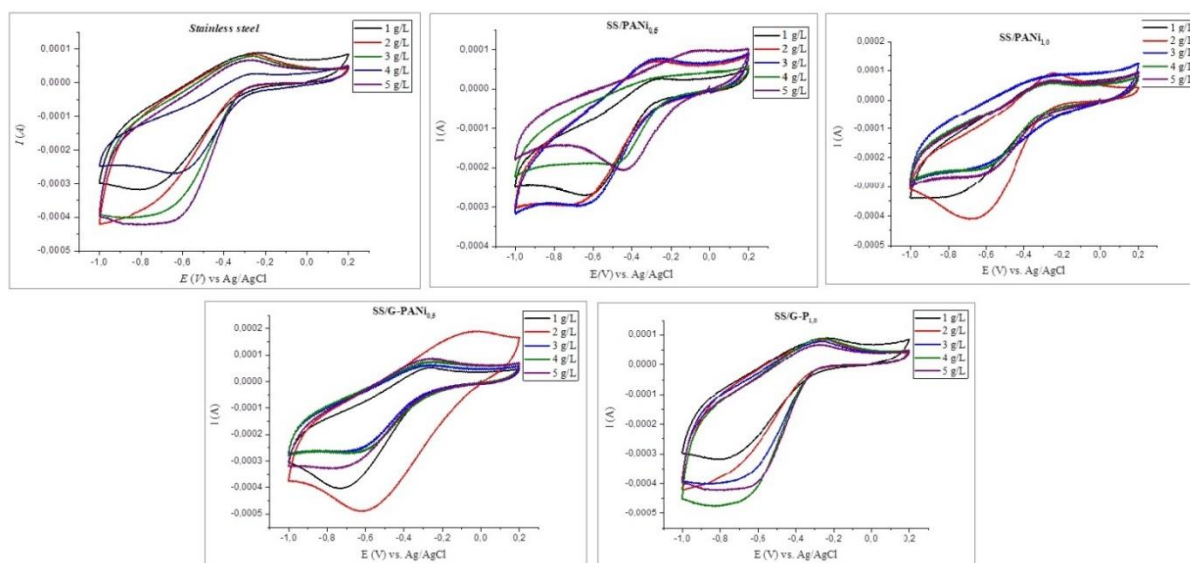 Stainless steel
1 g/L
2 g/L
3 g/L
4 g/L
5 g/L
0,0001
0,0000
-0,0001
-0,0002
-0,0003
-0,0004
-0,0005
I (A)
-1,0 -0,8 -0,6 -0,4 -0,2 0,0 0,2
E (V) vs Ag/AgCl
SS/PANi
1 g/L
2 g/L
3 g/L
4 g/L
5 g/L
0,0001
0,0000
-0,0001
-0,0002
-0,0003
-0,0004
I (A)
-1,0 -0,8 -0,6 -0,4 -0,2 0,0 0,2
E(V) vs. Ag/AgCl
SS/PANi1,0
1 g/L
2 g/L
3 g/L
4 g/L
5 g/L
0,0002
0,0001
0,0000
-0,0001
-0,0002
-0,0003
-0,0004
-0,0005
I (A)
-1,0 -0,8 -0,6 -0,4 -0,2 0,0 0,2
E (V) vs. Ag/AgCl
SS/G-PANi
1 g/L
2 g/L
3 g/L
4 g/L
5 g/L
0,0002
0,0001
0,0000
-0,0001
-0,0002
-0,0003
-0,0004
-0,0005
I (A)
-1,0 -0,8 -0,6 -0,4 -0,2 0,0 0,2
E (V) vs. Ag/AgCl
SS/G-P1,0
1 g/L
2 g/L
3 g/L
4 g/L
5 g/L
0,0001
0,0000
-0,0001
-0,0002
-0,0003
-0,0004
-0,0005
I (A)
-1,0 -0,8 -0,6 -0,4 -0,2 0,0 0,2
E (V) vs. Ag/AgCl